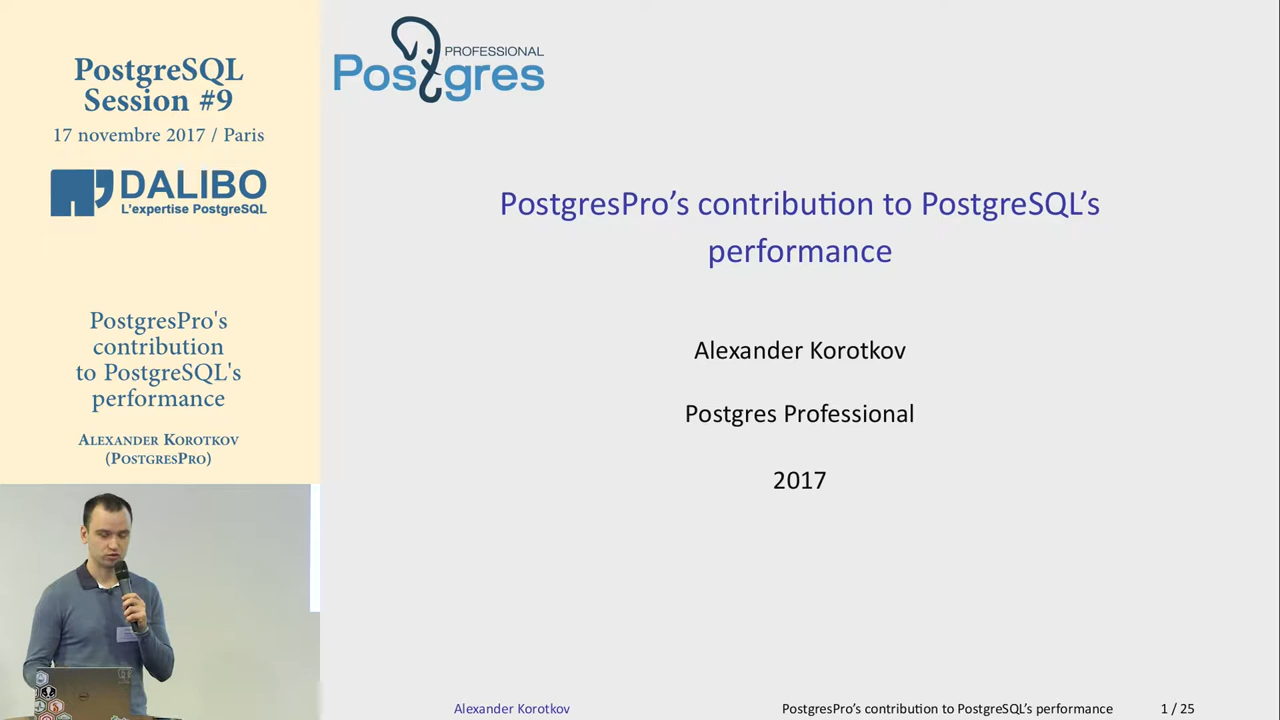 PostgreSQL
Session #9
17 novembre 2017 / Paris
DALIBO
L'expertise PostgreSQL
PostgresPro's
contribution
to PostgreSQL's
performance
Alexander Korotkov
(PostgresPro)
PROFESSIONAL
Postgres
PostgresPro’s contribution to PostgreSQL’s
performance
Alexander Korotkov
Postgres Professional
2017
Alexander Korotkov
PostgresPro’s contribution to PostgreSQL’s performance
1 / 25